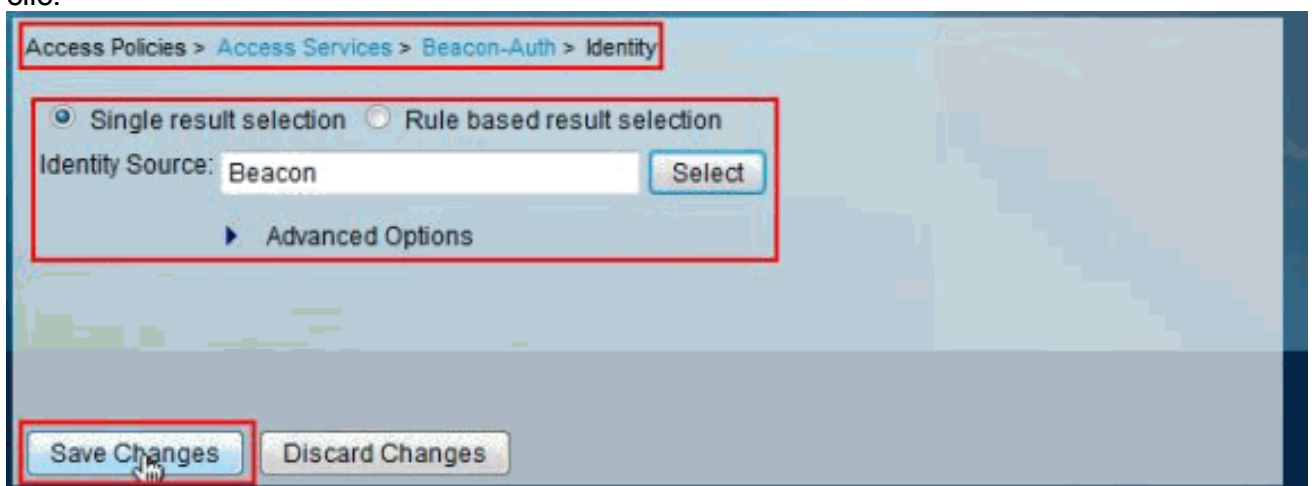 Access Policies > Access Services > Beacon-Auth > Identity
Single result selection Rule based result selection
Identity Source: Beacon Select
Advanced Options
Save Changes Discard Changes